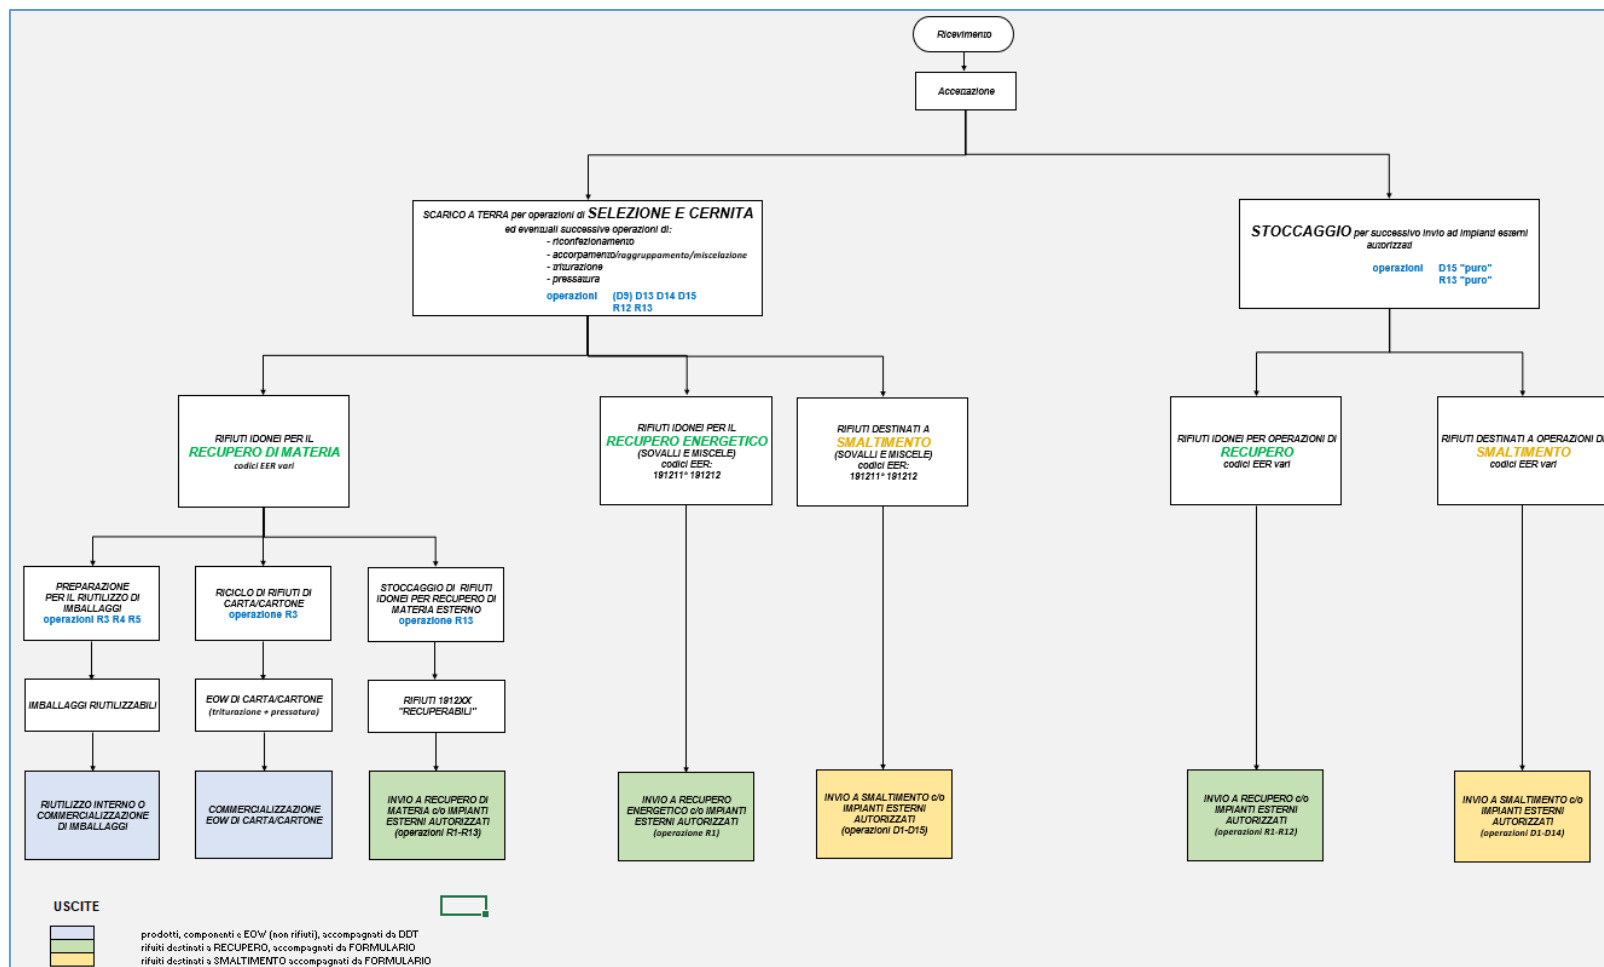 Ricevimento
Accettazione
SCARICO A TERRA per operazioni di SELEZIONE E CERNITA
ed eventuali successive operazioni di:
- riconfezionamento
- accorpamento/raggruppamento/miscelazione
- triturazione
- pressatura
operazioni (D9) D13 D14 D15
R12 R13
STOCCAGGIO per successivo invio ad impianti esterni
autorizzati
operazioni D15 "puro"
R13 "puro"
RIFIUTI IDONEI PER IL
RECUPERO DI MATERIA
codici EER vari
RIFIUTI IDONEI PER IL
RECUPERO ENERGETICO
(SOVALLI E MISCELE)
codici EER:
191211* 191212
RIFIUTI DESTINATI A
SMALTIMENTO
(SOVALLI E MISCELE)
codici EER:
191211* 191212
RIFIUTI IDONEI PER OPERAZIONI DI
RECUPERO
codici EER vari
RIFIUTI DESTINATI A OPERAZIONI DI
SMALTIMENTO
codici EER vari
PREPARAZIONE
PER IL RIUTILIZZO DI
IMBALLAGGI
operazioni R3 R4 R5
RICICLO DI RIFIUTI DI
CARTA/CARTONE
operazione R3
STOCCAGGIO DI RIFIUTI
IDONEI PER RECUPERO DI
MATERIA ESTERNO
operazione R13
IMBALLAGGI RIUTILIZZABILI
EOW DI CARTA/CARTONE
(triturazione + pressatura)
RIFIUTI 1912XX
"RECUPERABILI"
RIUTILIZZO INTERNO O
COMMERCIALIZZAZIONE
DI IMBALLAGGI
COMMERCIALIZZAZIONE
EOW DI CARTA/CARTONE
INVIO A RECUPERO DI
MATERIA c/o IMPIANTI
ESTERNI AUTORIZZATI
(operazioni R1-R13)
INVIO A RECUPERO
ENERGETICO c/o IMPIANTI
ESTERNI AUTORIZZATI
(operazione R1)
INVIO A SMALTIMENTO c/o
IMPIANTI ESTERNI
AUTORIZZATI
(operazioni D1-D15)
INVIO A RECUPERO c/o
IMPIANTI ESTERNI
AUTORIZZATI
(operazioni R1-R12)
INVIO A SMALTIMENTO c/o
IMPIANTI ESTERNI
AUTORIZZATI
(operazioni D1-D14)
USCITE
prodotti, componenti e EOW (non rifiuti), accompagnati da DDT
rifiuti destinati a RECUPERO, accompagnati da FORMULARIO
rifiuti destinati a SMALTIMENTO accompagnati da FORMULARIO